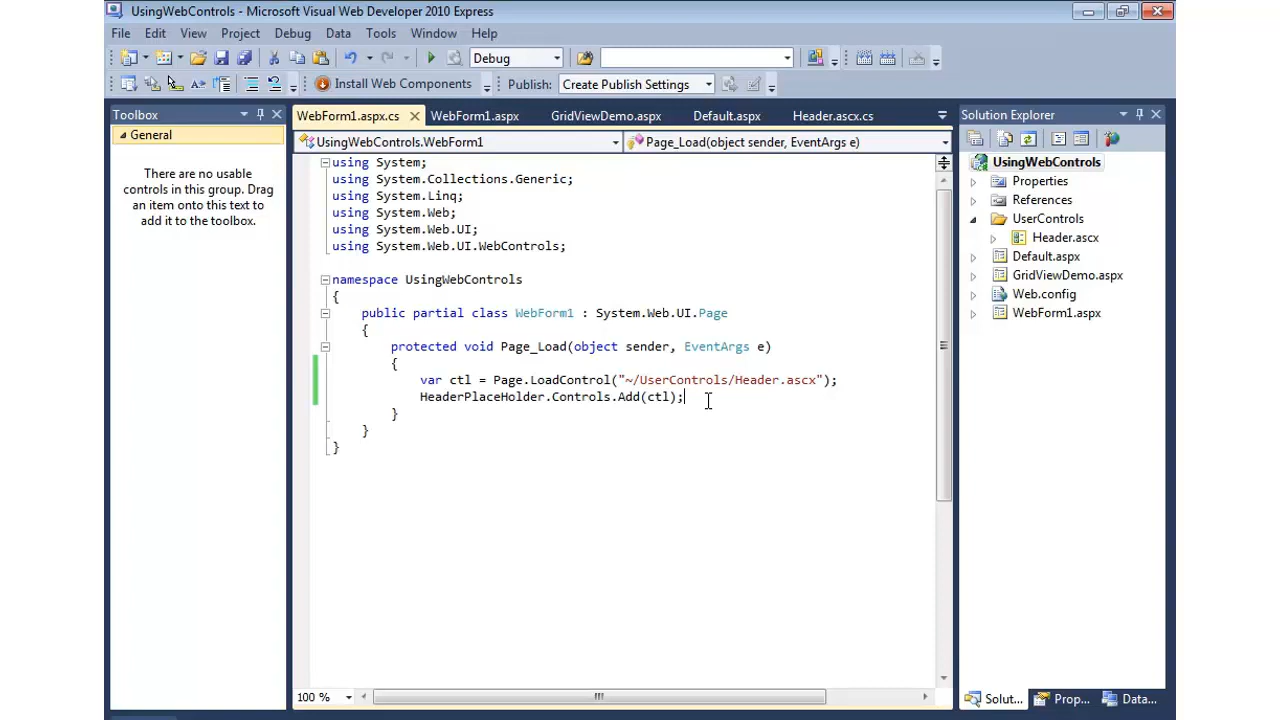 UsingWebControls - Microsoft Visual Web Developer 2010 Express
File Edit View Project Debug Data Tools Window Help
Debug
Install Web Components Publish: Create Publish Settings
Toolbox
General
There are no usable
controls in this group. Drag
an item onto this text to
add it to the toolbox.
WebForm1.aspx.cs WebForm1.aspx GridViewDemo.aspx Default.aspx Header.ascx.cs
UsingWebControls.WebForm1 Page_Load(object sender, EventArgs e)
using System;
using System.Collections.Generic;
using System.Linq;
using System.Web;
using System.Web.UI;
using System.Web.UI.WebControls;
namespace UsingWebControls
{
public partial class WebForm1 : System.Web.UI.Page
{
protected void Page_Load(object sender, EventArgs e)
{
var ctl = Page.LoadControl("~/UserControls/Header.ascx");
HeaderPlaceHolder.Controls.Add(ctl);
}
}
}
100 %
Solution Explorer
UsingWebControls
Properties
References
UserControls
Header.ascx
Default.aspx
GridViewDemo.aspx
Web.config
WebForm1.aspx
Solut... Prop... Data...